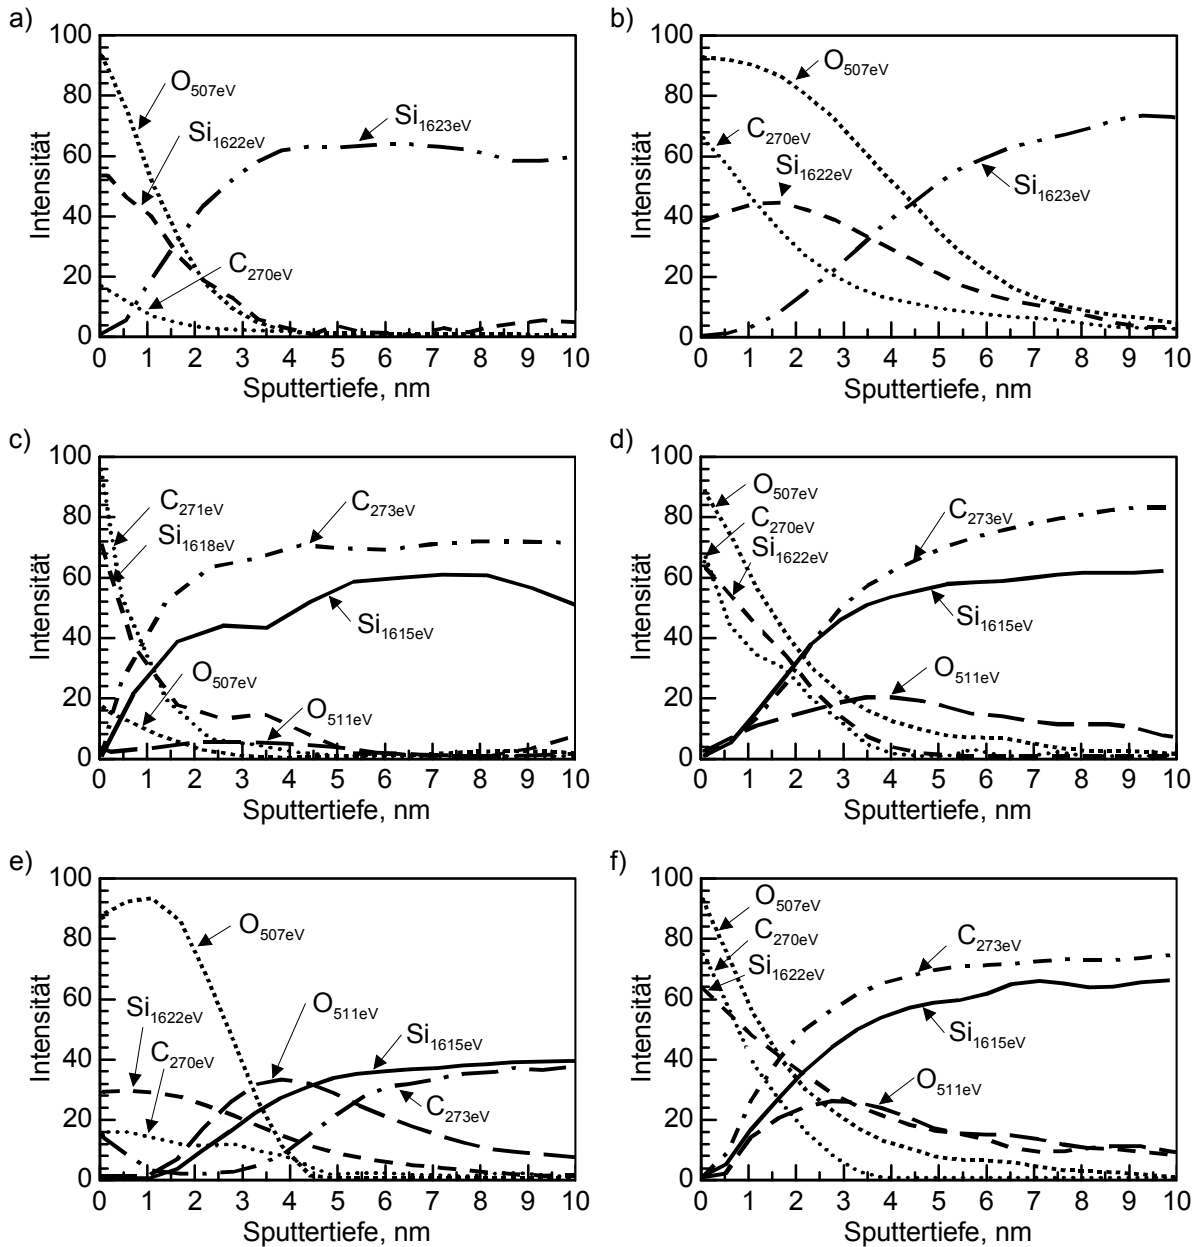 a)
Intensität
100
80
60
40
20
0
O507eV
Si1622eV
Si1623eV
C270eV
0 1 2 3 4 5 6 7 8 9 10
Sputtertiefe, nm
b)
Intensität
100
80
60
40
20
0
O507eV
C270eV
Si1622eV
Si1623eV
0 1 2 3 4 5 6 7 8 9 10
Sputtertiefe, nm
c)
Intensität
100
80
60
40
20
0
C271eV
C273eV
Si1618eV
Si1615eV
O507eV
O511eV
0 1 2 3 4 5 6 7 8 9 10
Sputtertiefe, nm
d)
Intensität
100
80
60
40
20
0
O507eV
C270eV
C273eV
Si1622eV
Si1615eV
O511eV
0 1 2 3 4 5 6 7 8 9 10
Sputtertiefe, nm
e)
Intensität
100
80
60
40
20
0
O507eV
Si1622eV
O511eV
Si1615eV
C270eV
C273eV
0 1 2 3 4 5 6 7 8 9 10
Sputtertiefe, nm
f)
Intensität
100
80
60
40
20
0
O507eV
C270eV
C273eV
Si1622eV
Si1615eV
O511eV
0 1 2 3 4 5 6 7 8 9 10
Sputtertiefe, nm